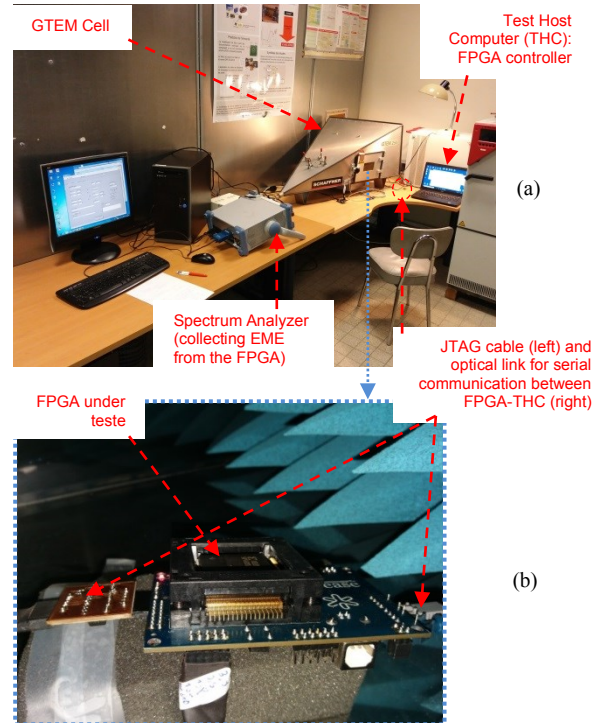 GTEM Cell
Test Host
Computer (THC):
FPGA controller
SCHAFFNER
(a)
Spectrum Analyzer
(collecting EME
from the FPGA)
JTAG cable (left) and
optical link for serial
communication between
FPGA-THC (right)
FPGA under
teste
(b)